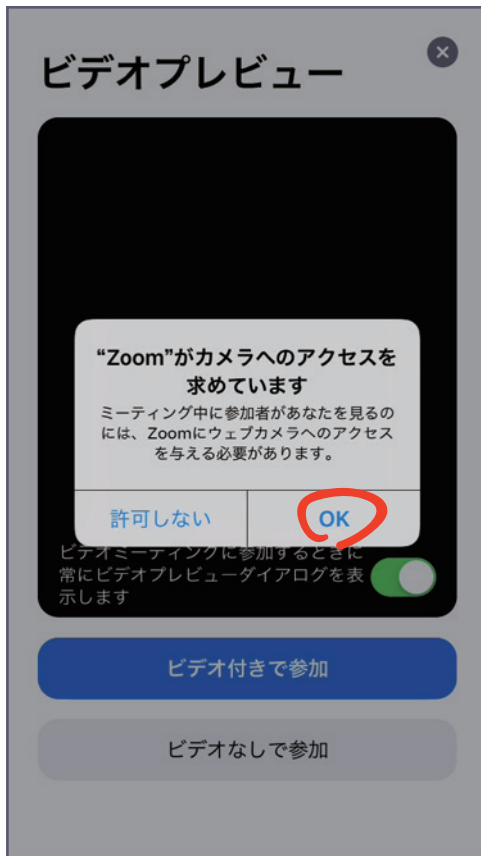 ビデオプレビュー
“Zoom”がカメラへのアクセスを
求めています
ミーティング中に参加者があなたを見るの
には、Zoomにウェブカメラへのアクセス
を与える必要があります。
許可しない
OK
ビデオミーティングに参加するときに
常にビデオプレビューダイアログを表
示します
ビデオ付きで参加
ビデオなしで参加